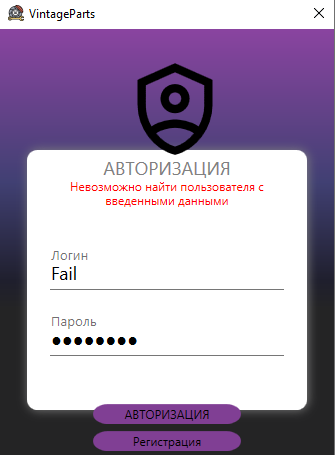 VintageParts
АВТОРИЗАЦИЯ
Невозможно найти пользователя с
введенными данными
Логин
Fail
Пароль
●●●●●●●●
АВТОРИЗАЦИЯ
Регистрация